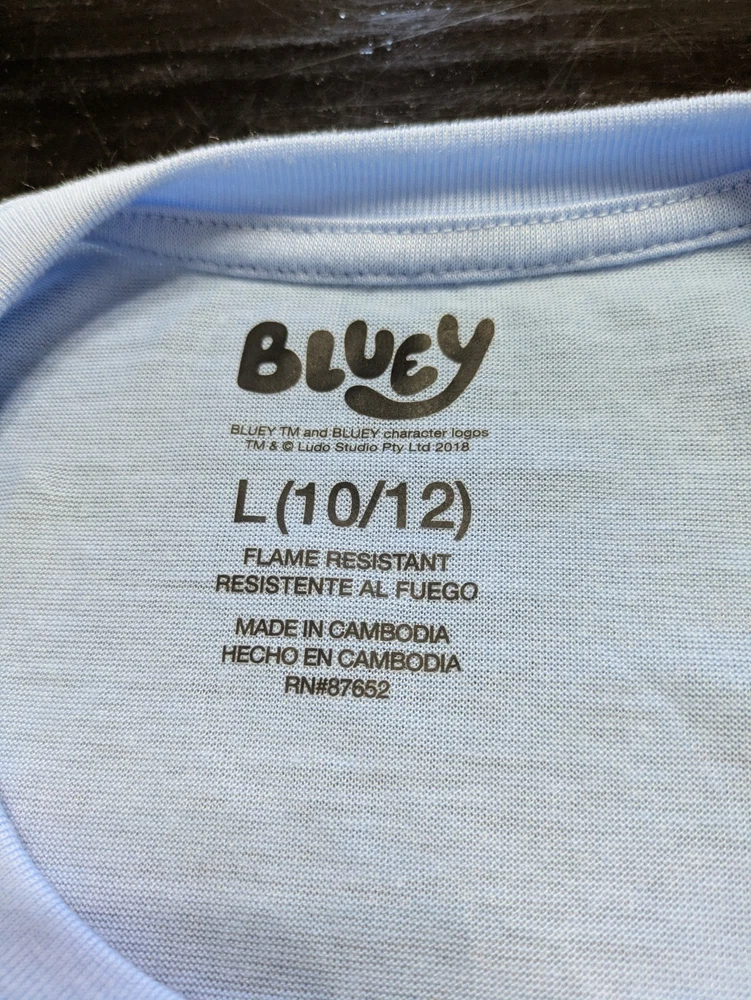 BLUEY
BLUEY TM and BLUEY character logos
TM & © Ludo Studio Pty Ltd 2018
L (10/12)
FLAME RESISTANT
RESISTENTE AL FUEGO
MADE IN CAMBODIA
HECHO EN CAMBODIA
RN#87652